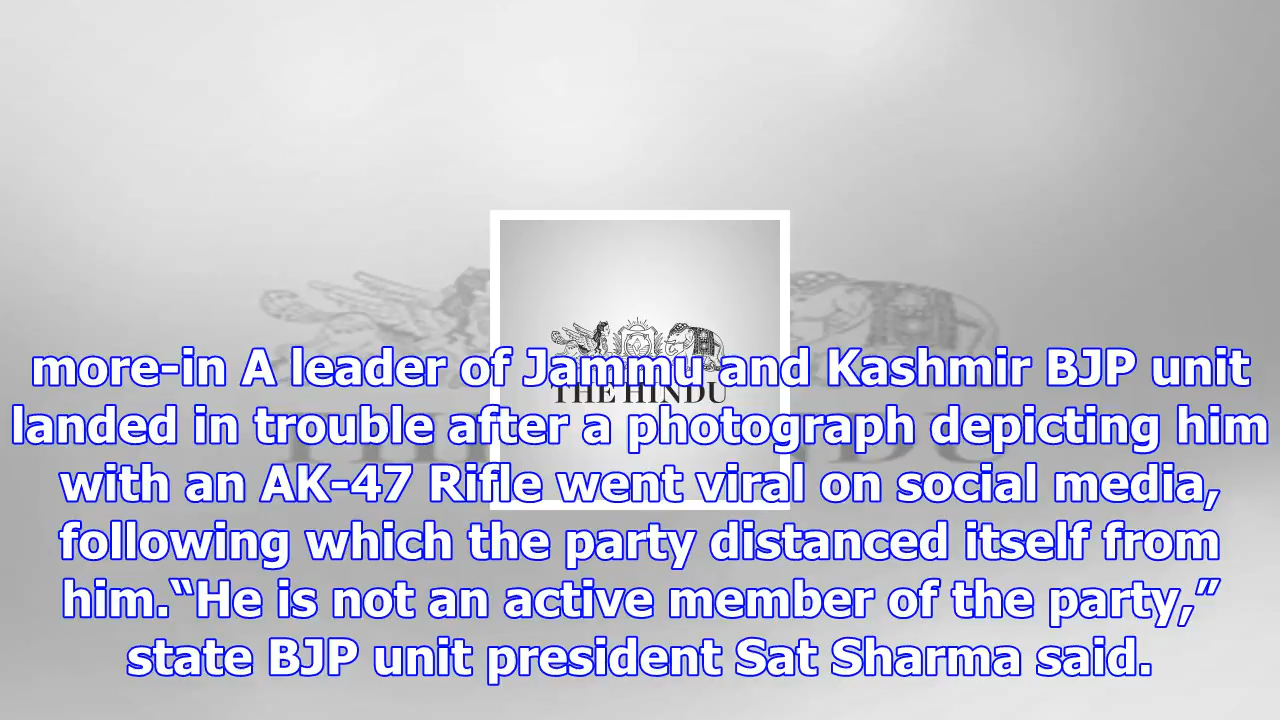 more-in A leader of Jammu and Kashmir BJP unit
THE HINDU
landed in trouble after a photograph depicting him
with an AK-47 Rifle went viral on social media,
following which the party distanced itself from
him.“He is not an active member of the party,”
state BJP unit president Sat Sharma said.